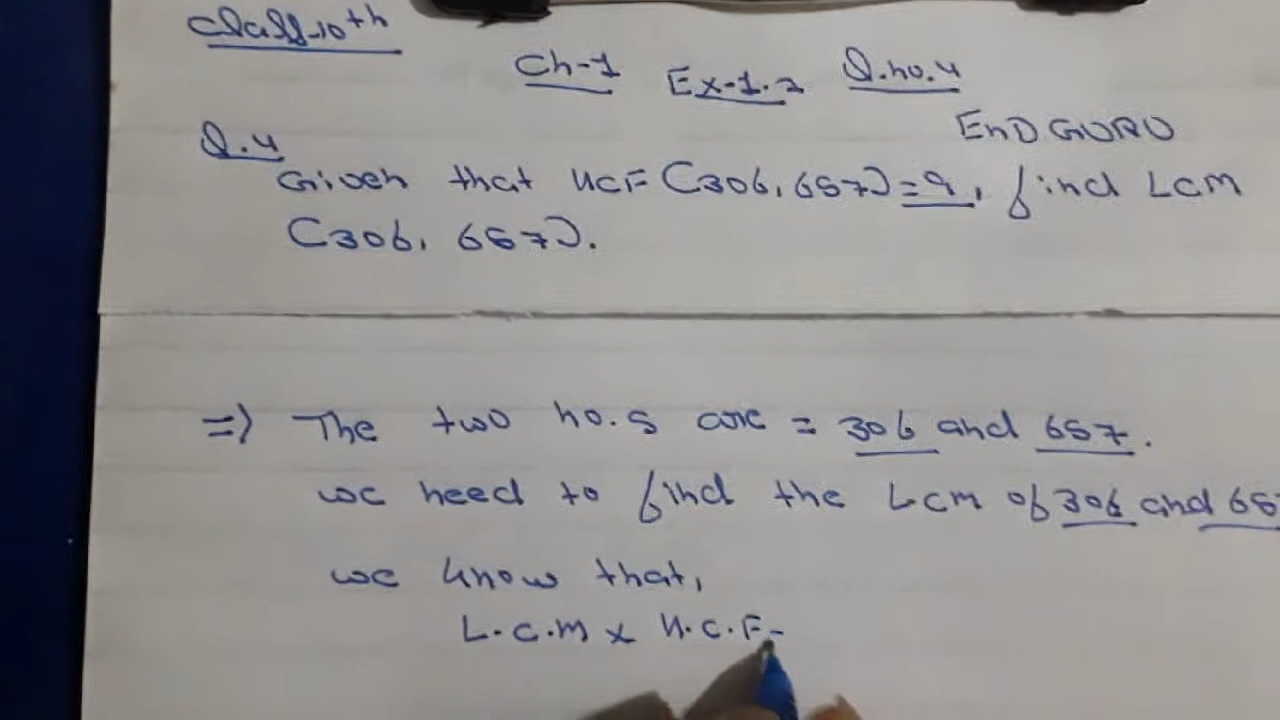 Class-10th
Ch-1 Ex-1.2 Q.no.4
END GURU
Q.4
Given that HCF (306, 657) = 9, find LCM
(306, 657).
=> The two no.s are = 306 and 657.
we need to find the LCM of 306 and 657
we know that,
L.C.M x H.C.F =